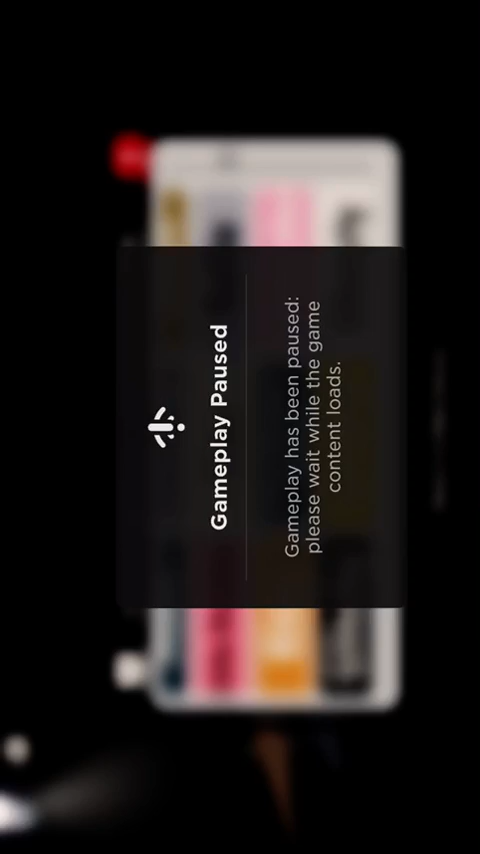 Gameplay Paused
Gameplay has been paused:
please wait while the game
content loads.